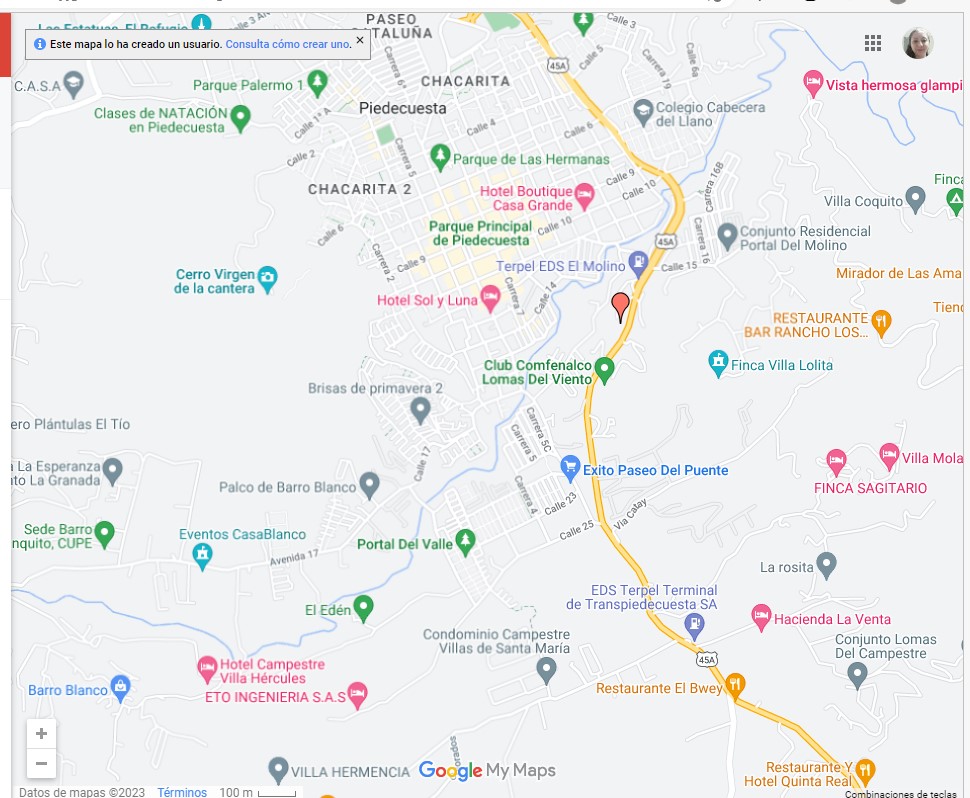 Las Estatuas, El Refugio
Calle 3 An
PASEO
CATALUÑA
Este mapa lo ha creado un usuario. Consulta cómo crear uno.
45A
Calle 5
Carrera 19
Calle 6a
C.A.S.A
Parque Palermo 1
Carrera 6ª
CHACARITA
Vista hermosa glampi
Clases de NATACIÓN
en Piedecuesta
Calle 1ª A
Piedecuesta
Colegio Cabecera
del Llano
Calle 4
Calle 6
Calle 2
Carrera 5
Parque de Las Hermanas
Calle 9
Carrera 16B
Finca
CHACARITA 2
Hotel Boutique
Casa Grande
Calle 10
Villa Coquito
Calle 6
Parque Principal
de Piedecuesta
Calle 10
45A
Carrera 16
Conjunto Residencial
Portal Del Molino
Carrera 2
Calle 9
Terpel EDS El Molino
Calle 15
Cerro Virgen
de la cantera
Mirador de Las Ama
Hotel Sol y Luna
Carrera 7
Calle 14
Tiend
RESTAURANTE
BAR RANCHO LOS...
Club Comfenalco
Lomas Del Viento
Finca Villa Lolita
Brisas de primavera 2
ero Plántulas El Tío
Carrera 5C
Carrera 5
La Esperanza
to La Granada
Calle 17
Exito Paseo Del Puente
Villa Mola
FINCA SAGITARIO
Palco de Barro Blanco
Carrera 4
Calle 23
Via Catay
Sede Barro
nquito, CUPE
Eventos CasaBlanco
Calle 25
Portal Del Valle
Avenida 17
La rosita
EDS Terpel Terminal
de Transpiedecuesta SA
El Edén
Hacienda La Venta
Condominio Campestre
Villas de Santa María
Conjunto Lomas
Del Campestre
45A
Hotel Campestre
Villa Hércules
Barro Blanco
ETO INGENIERIA S.A.S
Restaurante El Bwey
VILLA HERMENCIA
Google My Maps
Restaurante Y
Hotel Quinta Real
Datos de mapas ©2023
Términos
100 m
Combinaciones de teclas